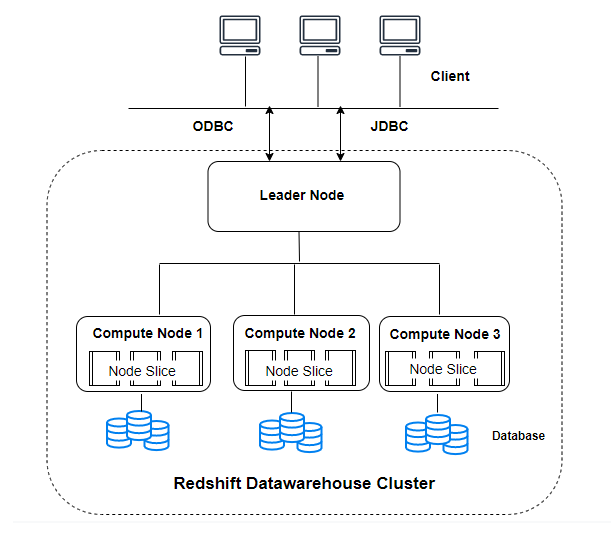 Client
ODBC
JDBC
Leader Node
Compute Node 1
Compute Node 2
Compute Node 3
Node Slice
Node Slice
Node Slice
Database
Redshift Datawarehouse Cluster